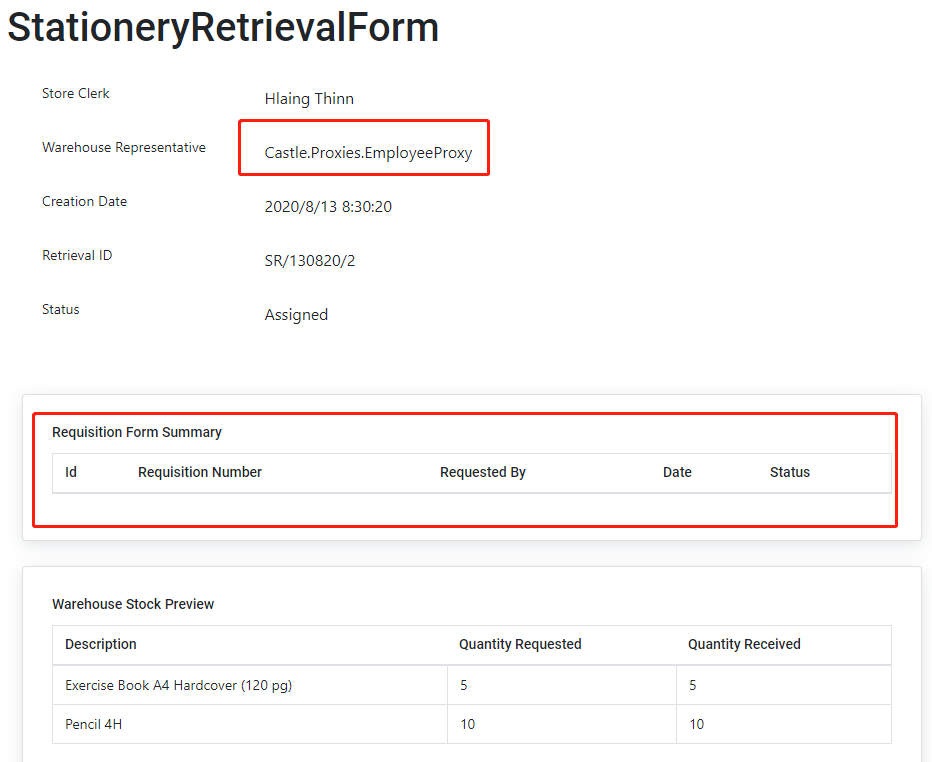 StationeryRetrievalForm
Store Clerk Hlaing Thinn
Warehouse Representative Castle.Proxies.EmployeeProxy
Creation Date 2020/8/13 8:30:20
Retrieval ID SR/130820/2
Status Assigned
Requisition Form Summary
Id Requisition Number Requested By Date Status
Warehouse Stock Preview
Description Quantity Requested Quantity Received
Exercise Book A4 Hardcover (120 pg) 5 5
Pencil 4H 10 10